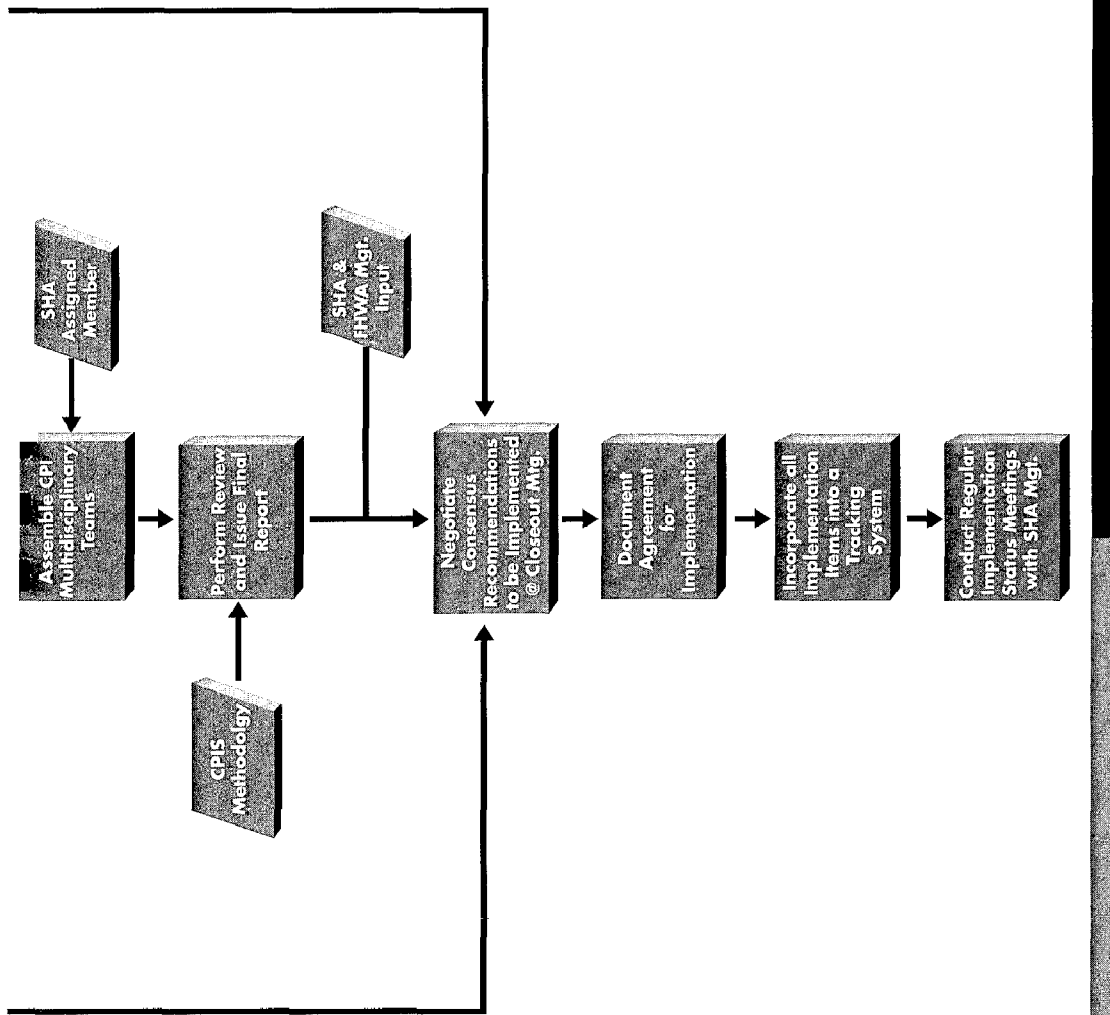 SHA
Assigned
Member
Assemble CPI
Multidisciplinary
Teams
CPIS
Methodolgy
Perform Review
and Issue Final
Report
SHA &
FHWA Mgt.
Input
Negotiate
Consensus
Recommendations
to be Implemented
@ Closeout Mtg.
Document
Agreement
for
Implementation
Incorporate all
Implementation
Items into a
Tracking
System
Conduct Regular
Implementation
Status Meetings
with SHA Mgt.